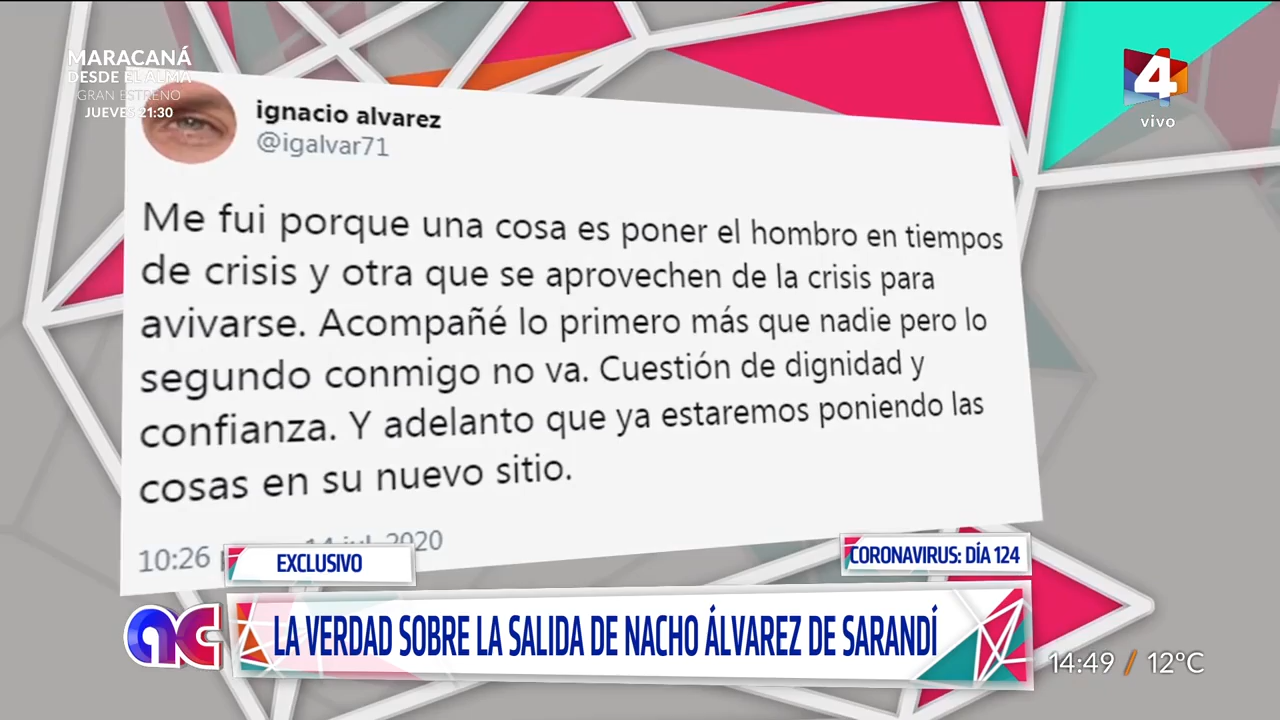 MARACANÁ
DESDE EL ALMA
GRAN ESTRENO
JUEVES 21:30
4
vivo
ignacio alvarez
@igalvar71
Me fui porque una cosa es poner el hombro en tiempos
de crisis y otra que se aprovechen de la crisis para
avivarse. Acompañé lo primero más que nadie pero lo
segundo conmigo no va. Cuestión de dignidad y
confianza. Y adelanto que ya estaremos poniendo las
cosas en su nuevo sitio.
10:26 14 jul. 2020
EXCLUSIVO
CORONAVIRUS: DÍA 124
ac
LA VERDAD SOBRE LA SALIDA DE NACHO ÁLVAREZ DE SARANDÍ
14:49 / 12°C